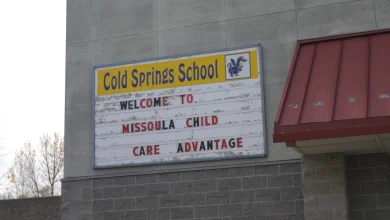 Cold Springs School
WELCOME TO
MISSOULA CHILD
CARE ADVANTAGE